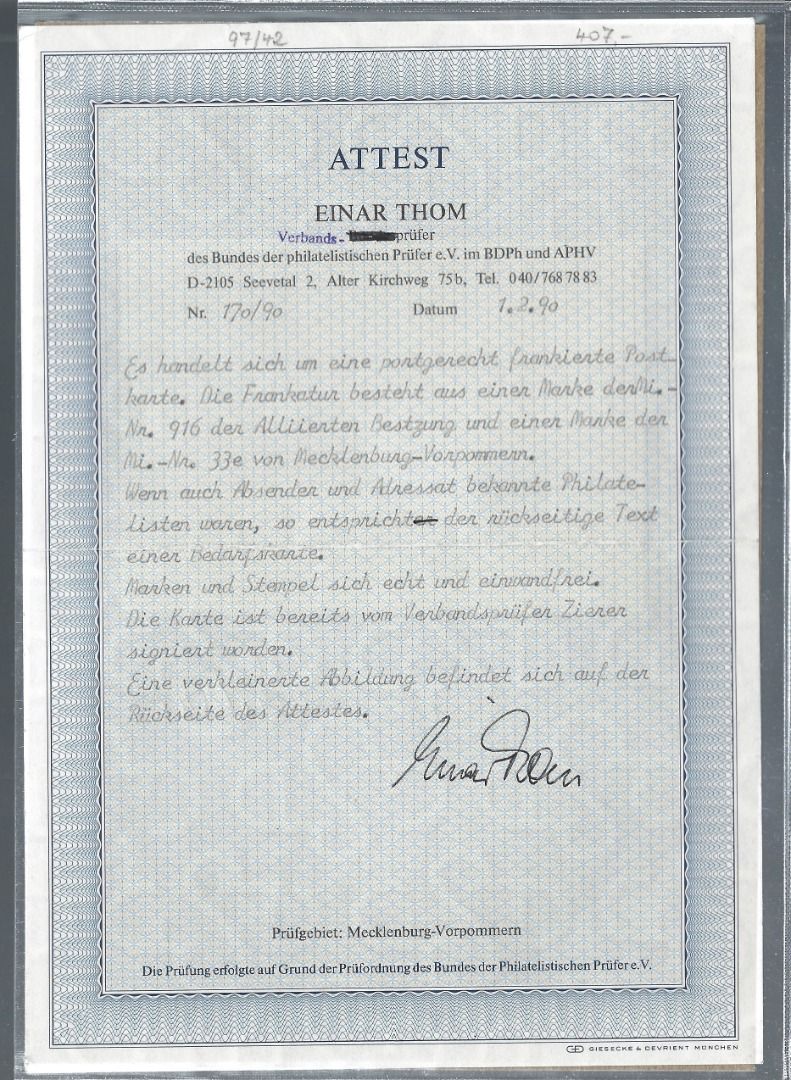 97/42 407.-
ATTEST
EINAR THOM
Verbands- prüfer
des Bundes der philatelistischen Prüfer e.V. im BDPh und APHV
D-2105 Seevetal 2, Alter Kirchweg 75b, Tel. 040/768 78 83
Nr. 170/90 Datum 1.2.90
Es handelt sich um eine portgerecht frankierte Post-
karte. Die Frankatur besteht aus einer Marke der Mi.-
Nr. 916 der Alliierten Bestzung und einer Marke der
Mi.-Nr. 33e von Mecklenburg-Vorpommern.
Wenn auch Absender und Adressat bekannte Philate-
listen waren, so entspricht der rückseitige Text
einer Bedarfskarte.
Marken und Stempel sich echt und einwandfrei.
Die Karte ist bereits vom Verbandsprüfer Zierer
signiert worden.
Eine verkleinerte Abbildung befindet sich auf der
Rückseite des Attestes.
Einar Thom
Prüfgebiet: Mecklenburg-Vorpommern
Die Prüfung erfolgte auf Grund der Prüfordnung des Bundes der Philatelistischen Prüfer e.V.
GD GIESECKE & DEVRIENT MÜNCHEN